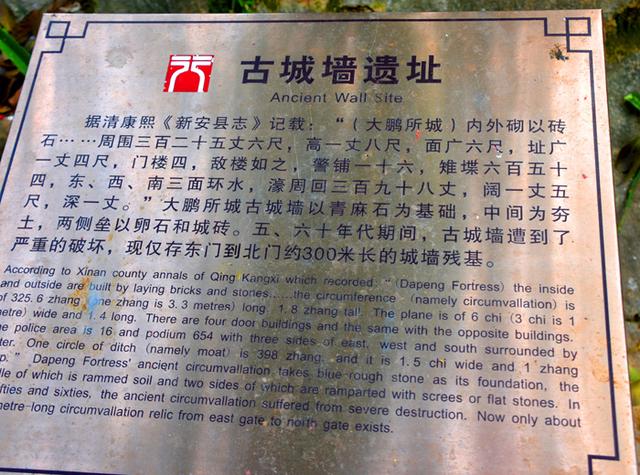 古城墙遗址
Ancient Wall Site
据清康熙《新安县志》记载：“（大鹏所城）内外砌以砖
石……周围三百二十五丈六尺，高一丈八尺，面广六尺，址广
一丈四尺，门楼四，敌楼如之，警铺一十六，雉堞六百五十
四，东、西、南三面环水，濠周回三百九十八丈，阔一丈五
尺，深一丈。”大鹏所城古城墙以青麻石为基础，中间为夯
土，两侧垒以卵石和城砖。五、六十年代期间，古城墙遭到了
严重的破坏，现仅存东门到北门约300米长的城墙残基。
According to Xinan county annals of Qing Kangxi which recorded: “(Dapeng Fortress) the inside
and outside are built by laying bricks and stones......the circumference (namely circumvallation) is
of 325.6 zhang one zhang is 3.3 metres) long 1.8 zhang tall. The plane is of 6 chi (3 chi is 1
metre) wide and 1.4 long. There are four door buildings and the same with the opposite buildings.
police area is 16 and podium 654 with three sides of east, west and south surrounded by
One circle of ditch (namely moat) is 398 zhang, and it is 1.5 chi wide and 1 zhang
” Dapeng Fortress' ancient circumvallation takes blue rough stone as its foundation, the
of which is rammed soil and two sides of which are ramparted with screes or flat stones. In
and sixties, the ancient circumvallation suffered from severe destruction. Now only about
metre-long circumvallation relic from east gate to north gate exists.